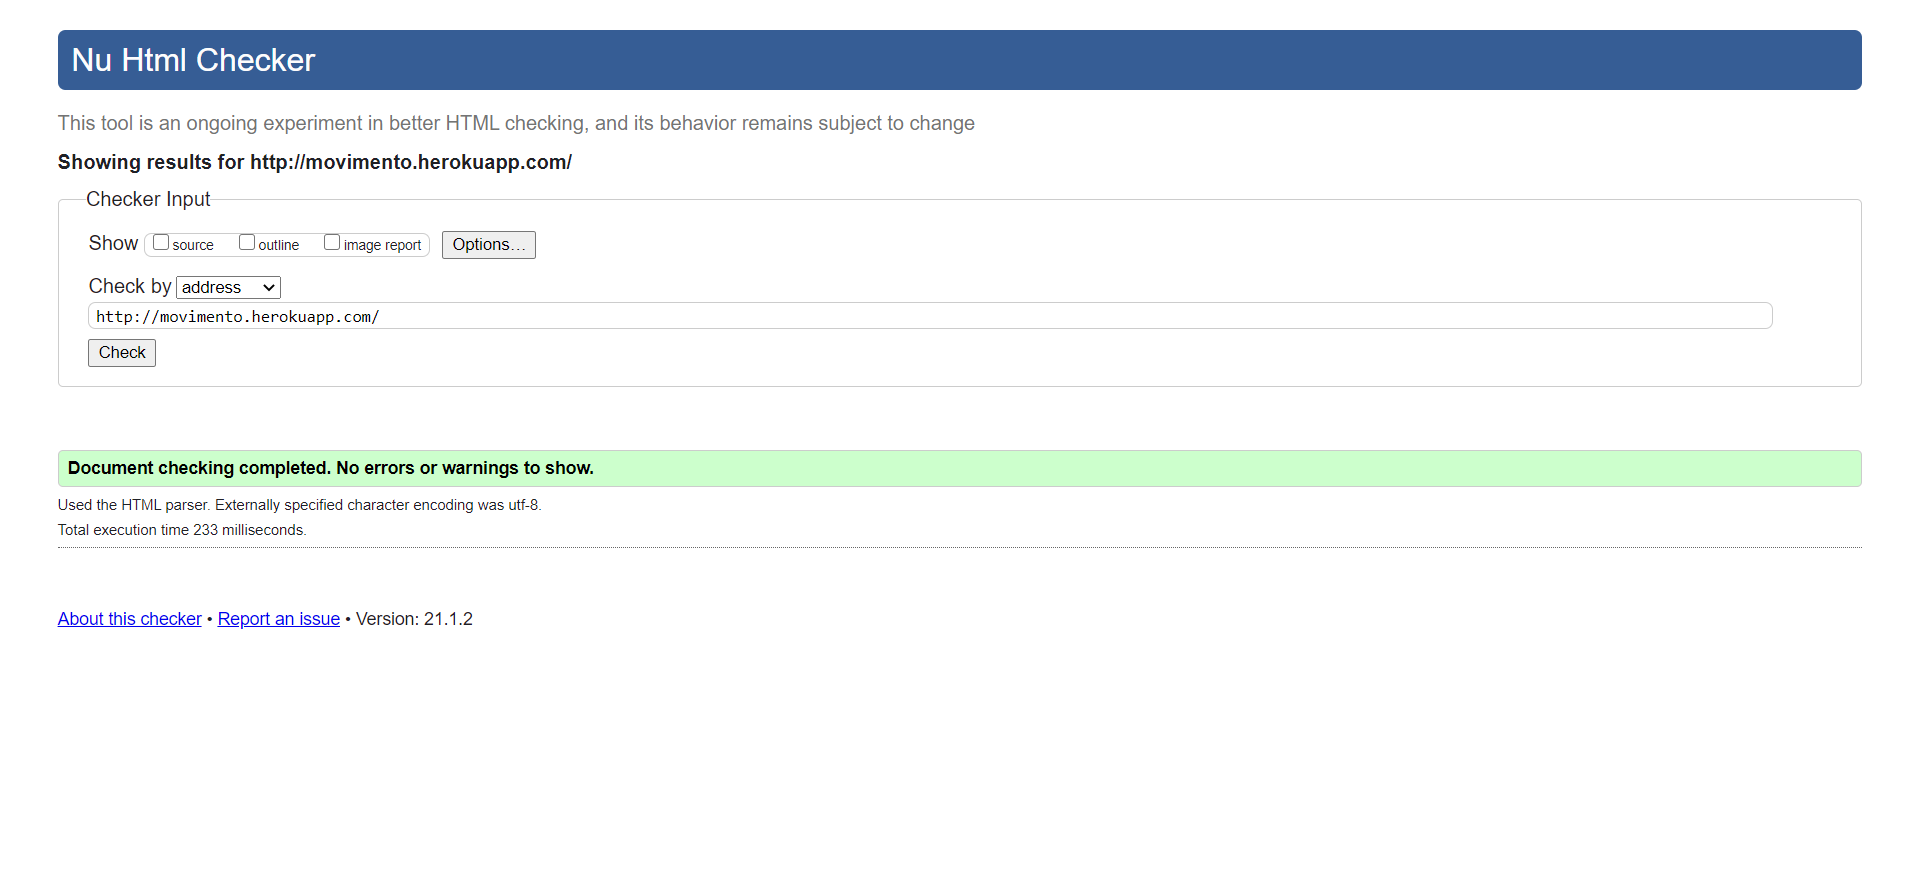 Nu Html Checker
This tool is an ongoing experiment in better HTML checking, and its behavior remains subject to change
Showing results for http://movimento.herokuapp.com/
Checker Input
Show source outline image report Options...
Check by address
http://movimento.herokuapp.com/
Check
Document checking completed. No errors or warnings to show.
Used the HTML parser. Externally specified character encoding was utf-8.
Total execution time 233 milliseconds.
About this checker • Report an issue • Version: 21.1.2